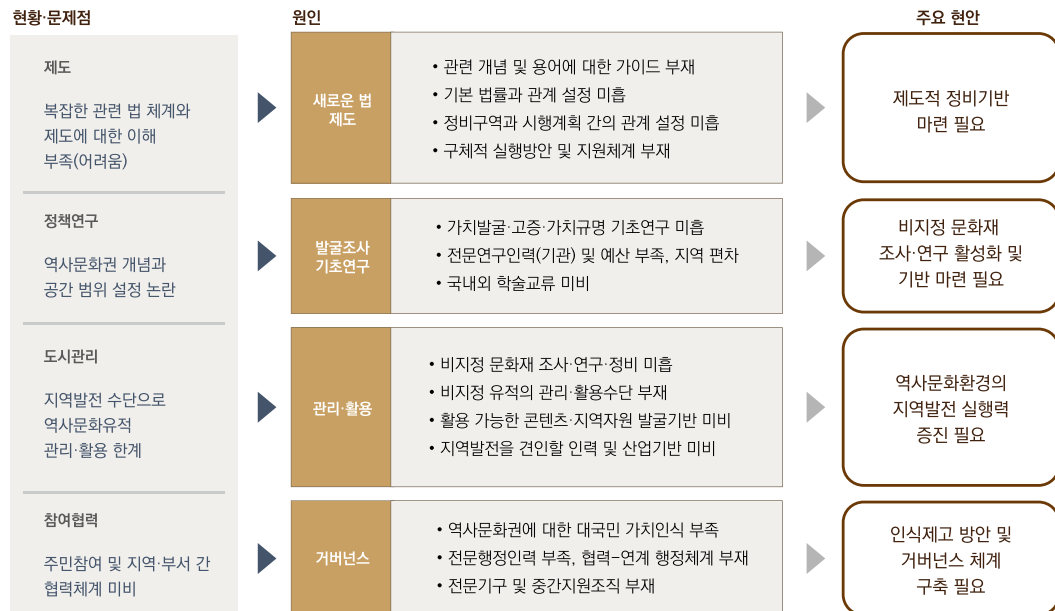 현황·문제점
원인
주요 현안
제도
복잡한 관련 법 체계와
제도에 대한 이해
부족(어려움)
새로운 법
제도
• 관련 개념 및 용어에 대한 가이드 부재
• 기본 법률과 관계 설정 미흡
• 정비구역과 시행계획 간의 관계 설정 미흡
• 구체적 실행방안 및 지원체계 부재
제도적 정비기반
마련 필요
정책연구
역사문화권 개념과
공간 범위 설정 논란
발굴조사
기초연구
• 가치발굴·고증·가치규명 기초연구 미흡
• 전문연구인력(기관) 및 예산 부족, 지역 편차
• 국내외 학술교류 미비
비지정 문화재
조사·연구 활성화 및
기반 마련 필요
도시관리
지역발전 수단으로
역사문화유적
관리·활용 한계
관리·활용
• 비지정 문화재 조사·연구·정비 미흡
• 비지정 유적의 관리·활용수단 부재
• 활용 가능한 콘텐츠·지역자원 발굴기반 미비
• 지역발전을 견인할 인력 및 산업기반 미비
역사문화환경의
지역발전 실행력
증진 필요
참여협력
주민참여 및 지역·부서 간
협력체계 미비
거버넌스
• 역사문화권에 대한 대국민 가치인식 부족
• 전문행정인력 부족, 협력-연계 행정체계 부재
• 전문기구 및 중간지원조직 부재
인식제고 방안 및
거버넌스 체계
구축 필요